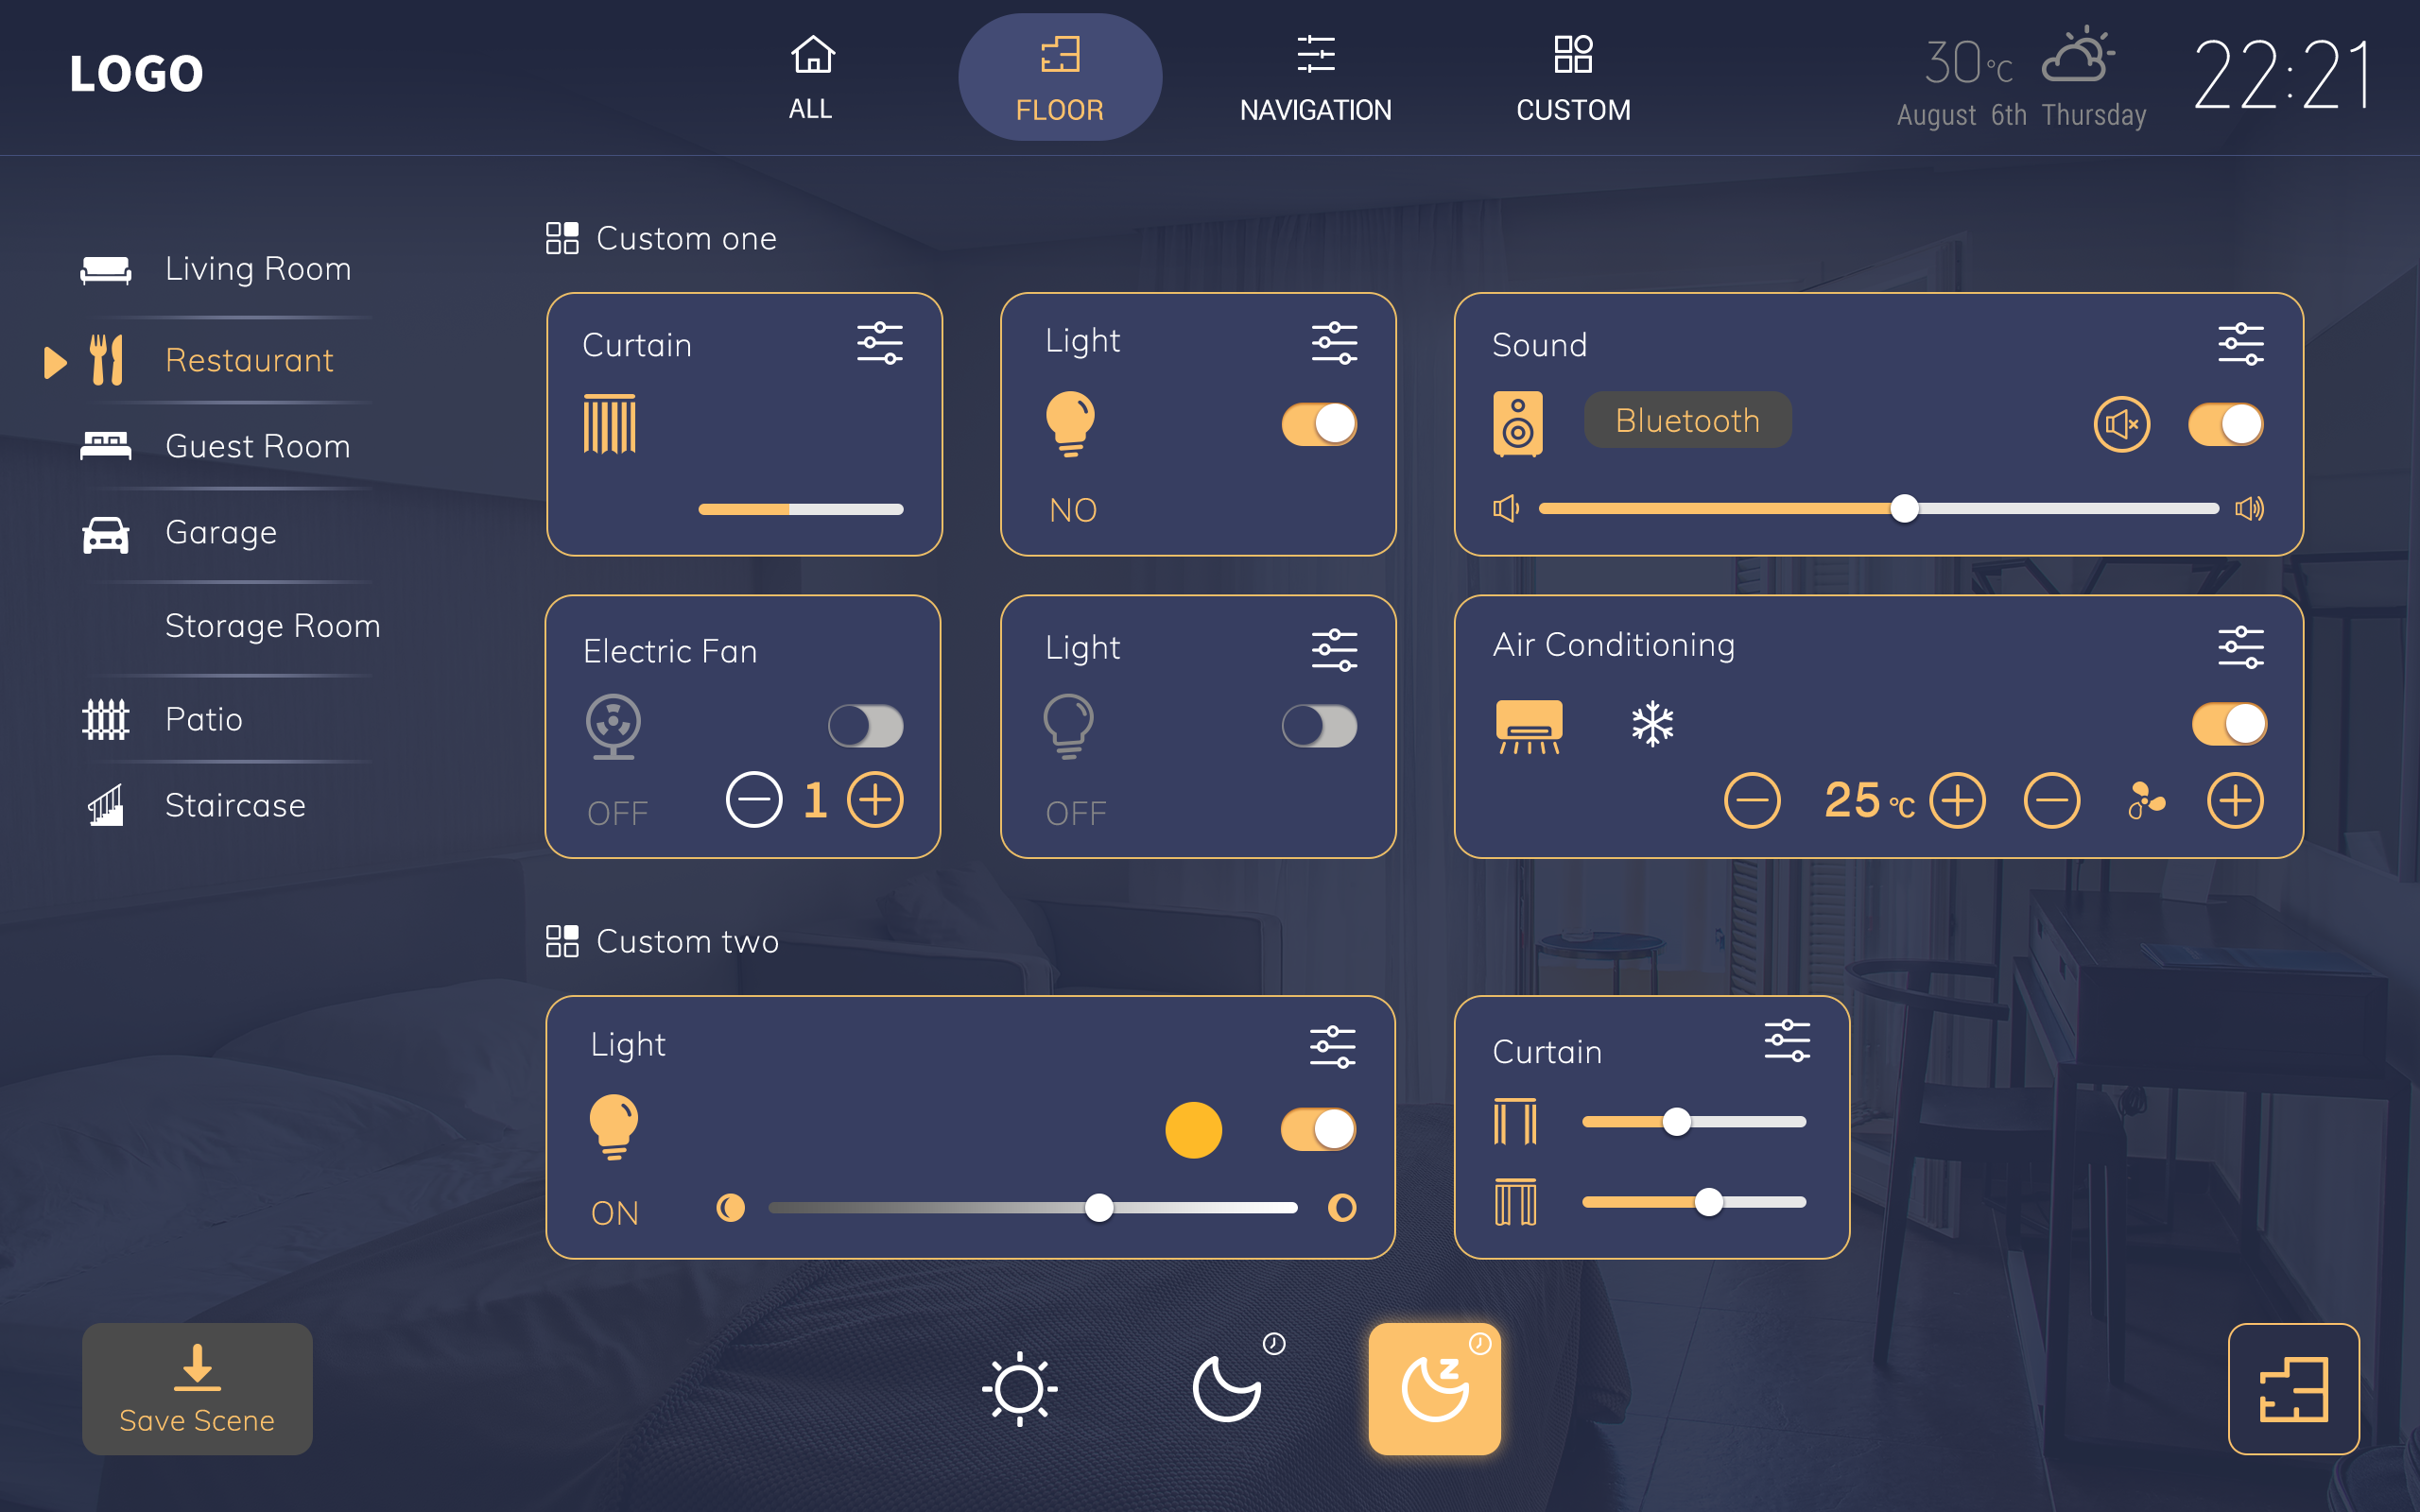 LOGO
ALL
FLOOR
NAVIGATION
CUSTOM
30°C
August 6th Thursday
22:21
Living Room
Restaurant
Guest Room
Garage
Storage Room
Patio
Staircase
Custom one
Curtain
Light
NO
Sound
Bluetooth
Electric Fan
OFF
1
Light
OFF
Air Conditioning
25 °C
Custom two
Light
ON
Curtain
Save Scene
z